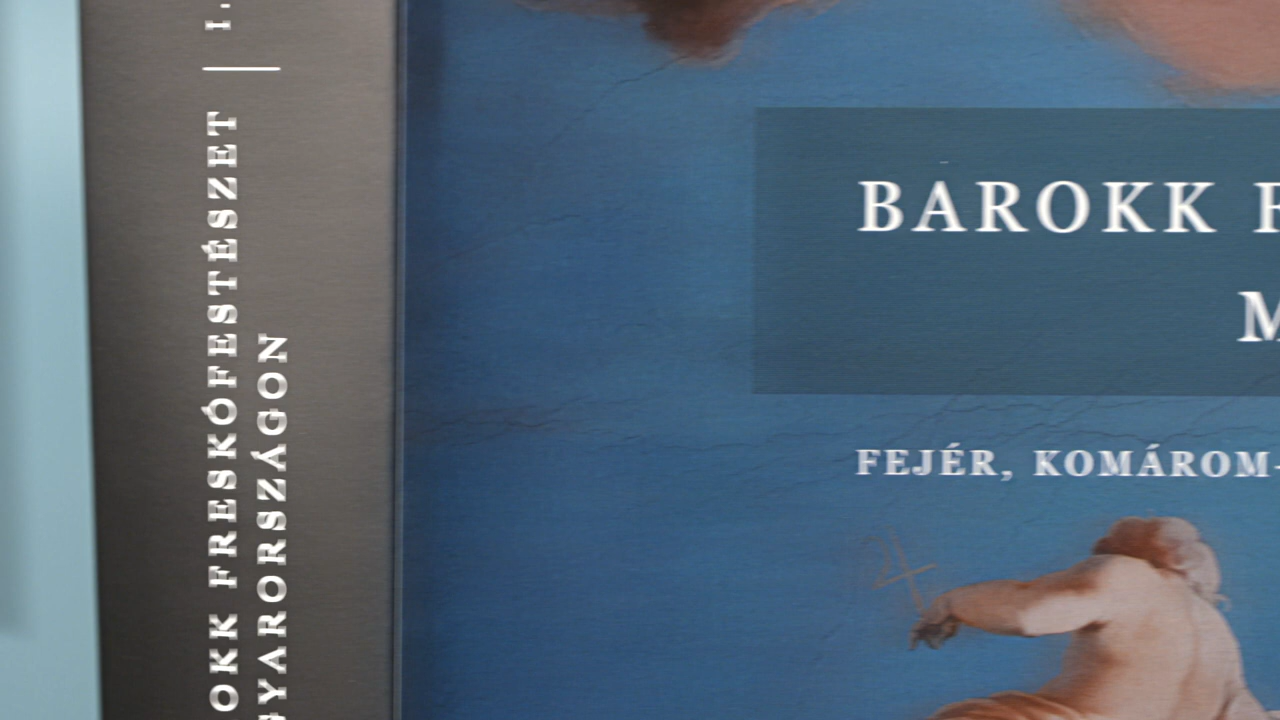 I.
OKK FRESKÓFESTÉSZET
GYARORSZÁGON
BAROKK F
M
FEJÉR, KOMÁROM-